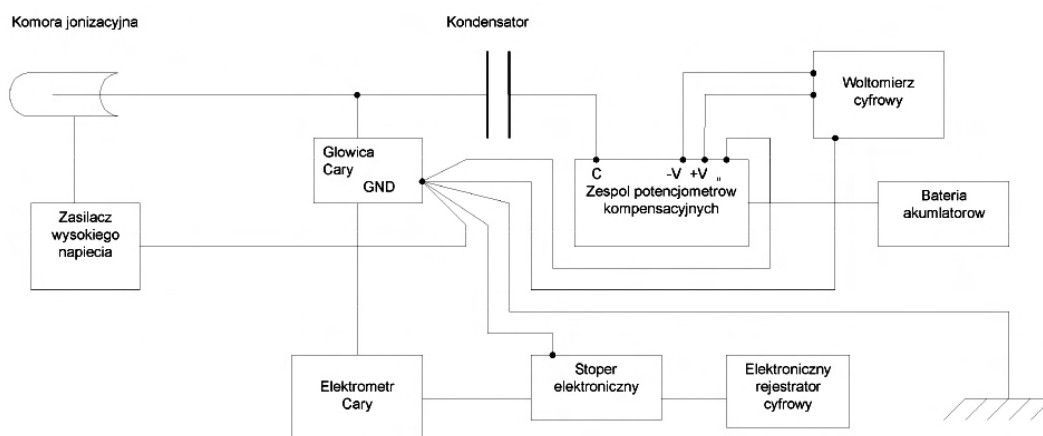 Komora jonizacyjna
Kondensator
Woltomierz
cyfrowy
Glowica
Cary
GND
C
-V +V „
Zespol potencjometrow
kompensacyjnych
Bateria
akumlatorow
Zasilacz
wysokiego
napiecia
Elektrometr
Cary
Stoper
elektroniczny
Elektroniczny
rejestrator
cyfrowy